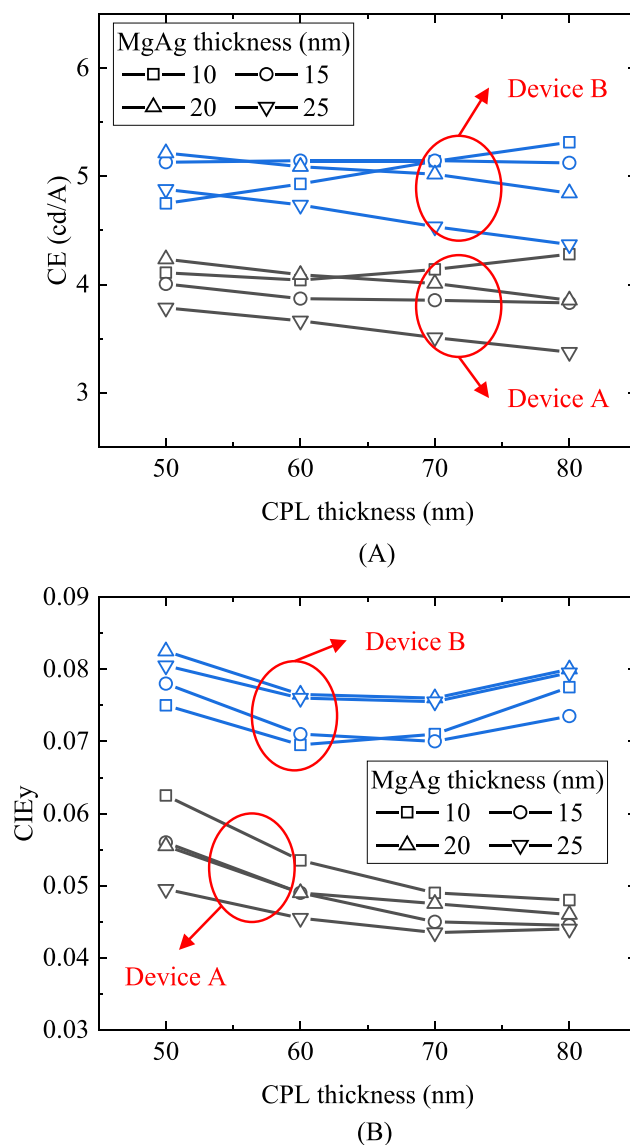 MgAg thickness (nm)
10 15
20 25
Device B
Device A
6
5
4
3
CE (cd/A)
50 60 70 80
CPL thickness (nm)
(A)
0.09
0.08
0.07
0.06
0.05
0.04
0.03
CIEy
Device B
MgAg thickness (nm)
10 15
20 25
Device A
50 60 70 80
CPL thickness (nm)
(B)